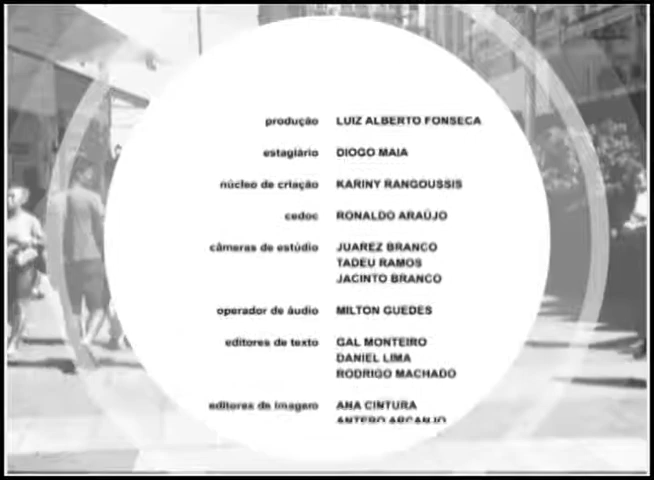 produção LUIZ ALBERTO FONSECA
estagiário DIOGO MAIA
núcleo de criação KARINY RANGOUSSIS
cedoc RONALDO ARAÚJO
câmeras de estúdio JUAREZ BRANCO
TADEU RAMOS
JACINTO BRANCO
operador de áudio MILTON GUEDES
editores de texto GAL MONTEIRO
DANIEL LIMA
RODRIGO MACHADO
editores de imagem ANA CINTURA
ANTERO ARCANJO